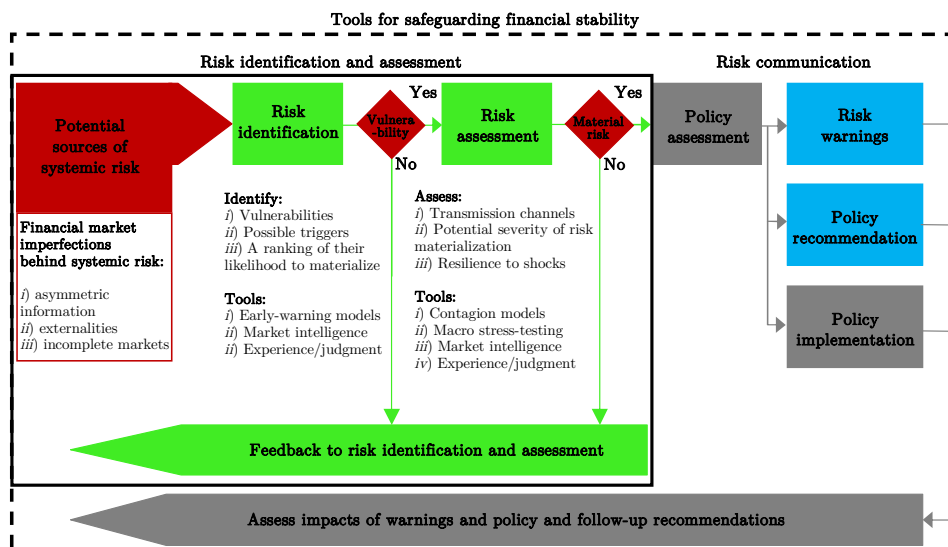 Tools for safeguarding financial stability
Risk identification and assessment
Risk communication
Potential
sources of
systemic risk
Risk
identification
Vulnera
-bility
Yes
No
Risk
assessment
Material
risk
Yes
No
Policy
assessment
Risk
warnings
Policy
recommendation
Policy
implementation
Financial market
imperfections
behind systemic risk:
i) asymmetric
information
ii) externalities
iii) incomplete markets
Identify:
i) Vulnerabilities
ii) Possible triggers
iii) A ranking of their
likelihood to materialize
Tools:
i) Early-warning models
ii) Market intelligence
ii) Experience/judgment
Assess:
i) Transmission channels
ii) Potential severity of risk
materialization
iii) Resilience to shocks
Tools:
i) Contagion models
ii) Macro stress-testing
iii) Market intelligence
iv) Experience/judgment
Feedback to risk identification and assessment
Assess impacts of warnings and policy and follow-up recommendations